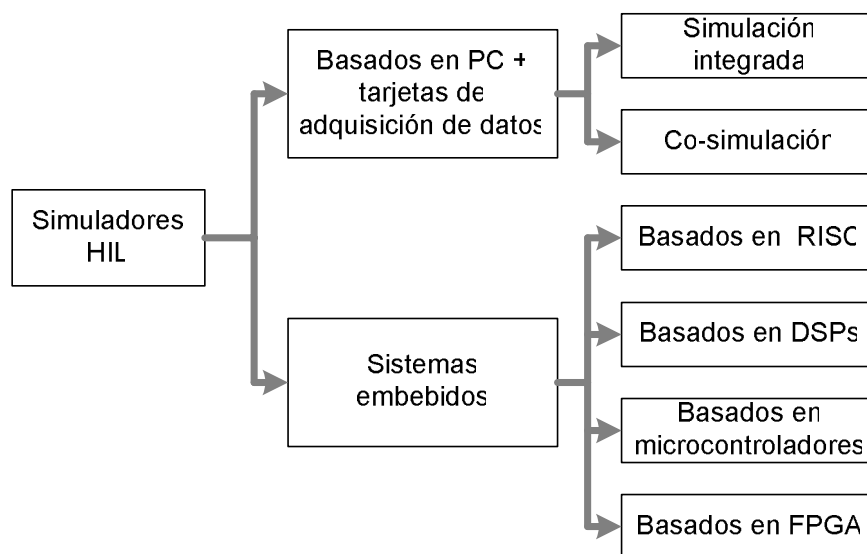 Simuladores
HIL
Basados en PC +
tarjetas de
adquisición de datos
Simulación
integrada
Co-simulación
Sistemas
embebidos
Basados en RISC
Basados en DSPs
Basados en
microcontroladores
Basados en FPGA